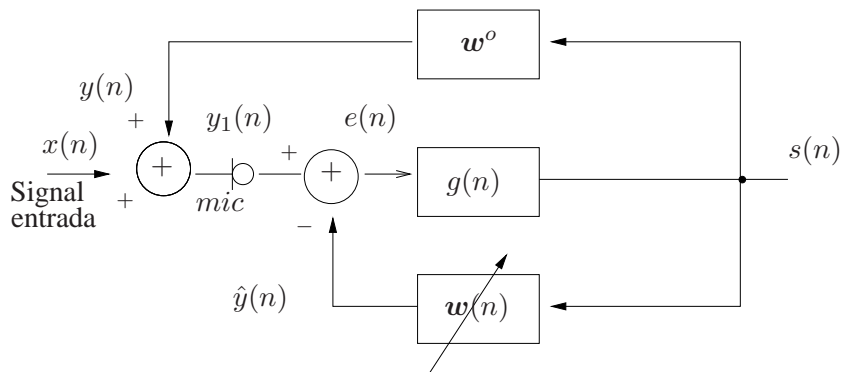 w^o
y(n)
+
x(n)
y_1(n)
e(n)
s(n)
+
+
+
+
g(n)
Signal
entrada
+
mic
−
ŷ(n)
w(n)